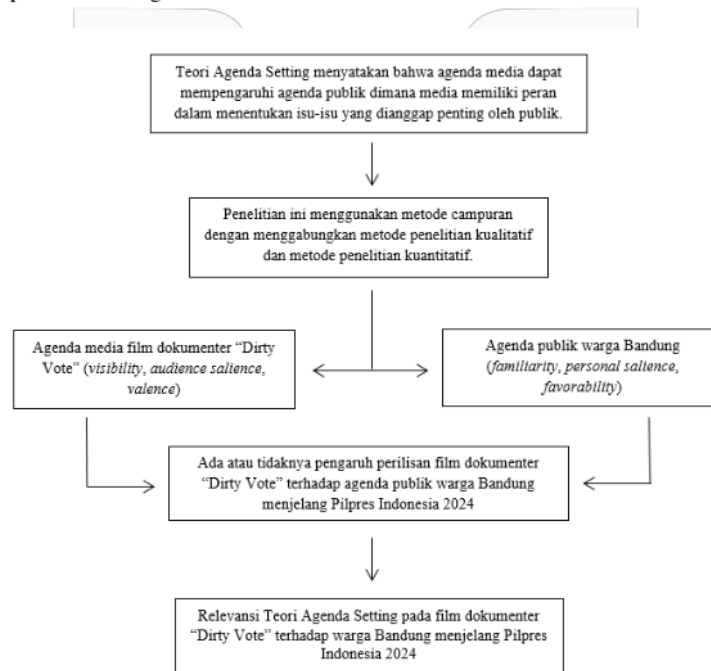 Teori Agenda Setting menyatakan bahwa agenda media dapat
mempengaruhi agenda publik dimana media memiliki peran
dalam menentukan isu-isu yang dianggap penting oleh publik.
Penelitian ini menggunakan metode campuran
dengan menggabungkan metode penelitian kualitatif
dan metode penelitian kuantitatif.
Agenda media film dokumenter “Dirty
Vote” (visibility, audience salience,
valence)
Agenda publik warga Bandung
(familiarity, personal salience,
favorability)
Ada atau tidaknya pengaruh perilisan film dokumenter
“Dirty Vote” terhadap agenda publik warga Bandung
menjelang Pilpres Indonesia 2024
Relevansi Teori Agenda Setting pada film dokumenter
“Dirty Vote” terhadap warga Bandung menjelang Pilpres
Indonesia 2024